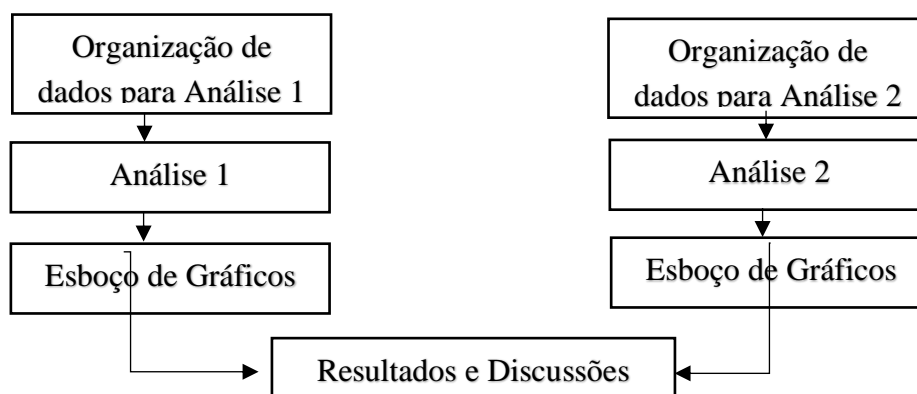 Organização de
dados para Análise 1
Organização de
dados para Análise 2
Análise 1
Análise 2
Esboço de Gráficos
Esboço de Gráficos
Resultados e Discussões